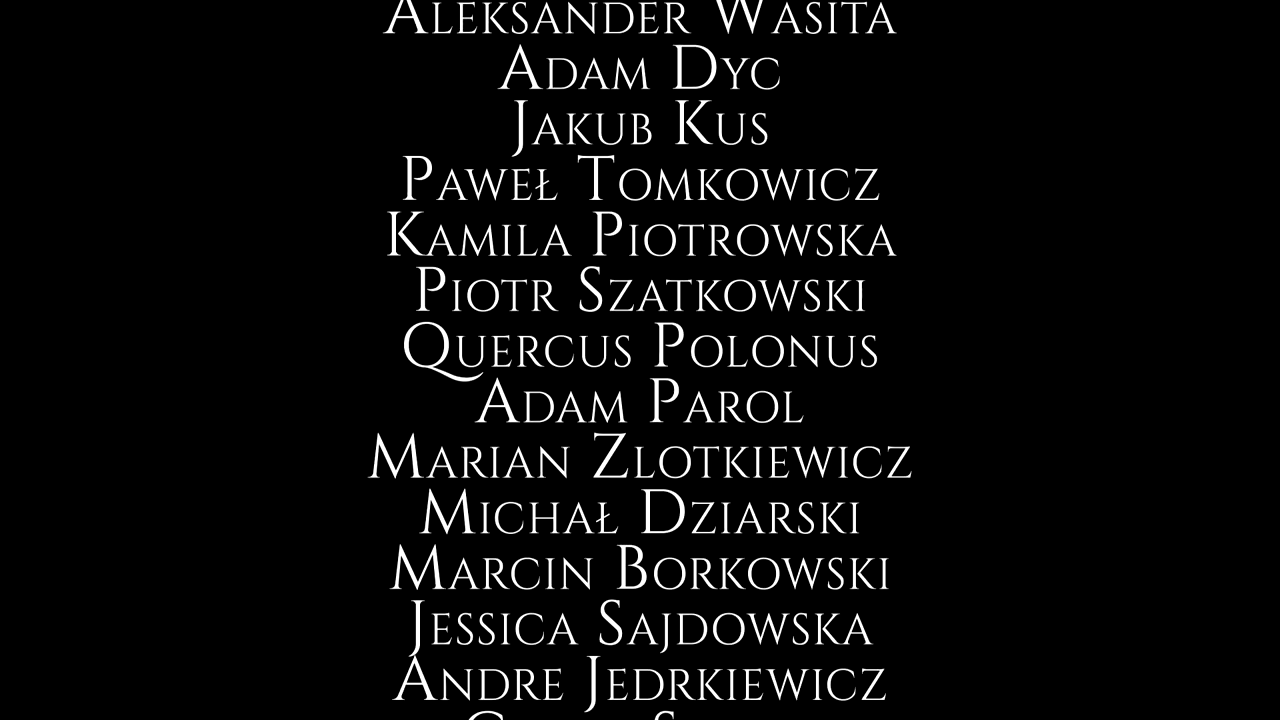 Aleksander Wasita
Adam Dyc
Jakub Kus
Paweł Tomkowicz
Kamila Piotrowska
Piotr Szatkowski
Quercus Polonus
Adam Parol
Marian Zlotkiewicz
Michał Dziarski
Marcin Borkowski
Jessica Sajdowska
Andre Jedrkiewicz